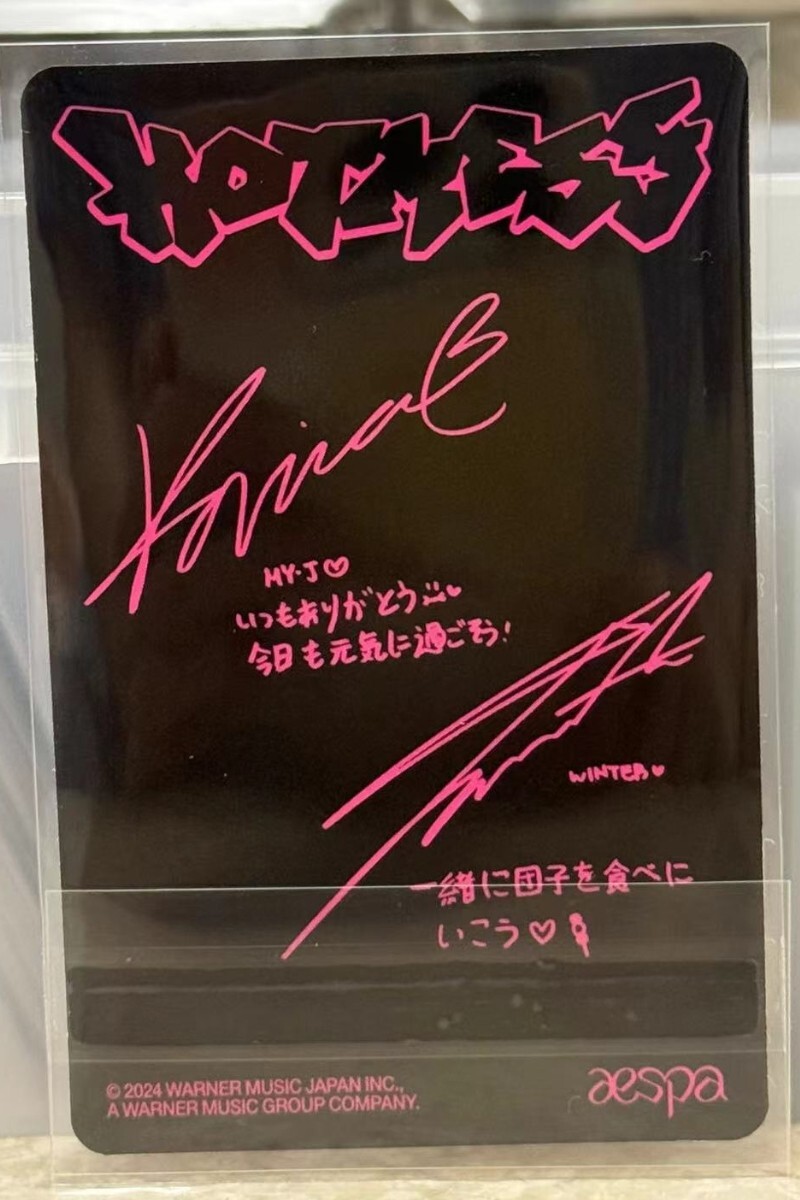 HOT MESS
Karina
MY-J♡
いつもありがとう
今日も元気に過ごそう!
WINTER♥
一緒に団子を食べに
いこう♡🍡
© 2024 WARNER MUSIC JAPAN INC.,
A WARNER MUSIC GROUP COMPANY.
aespa